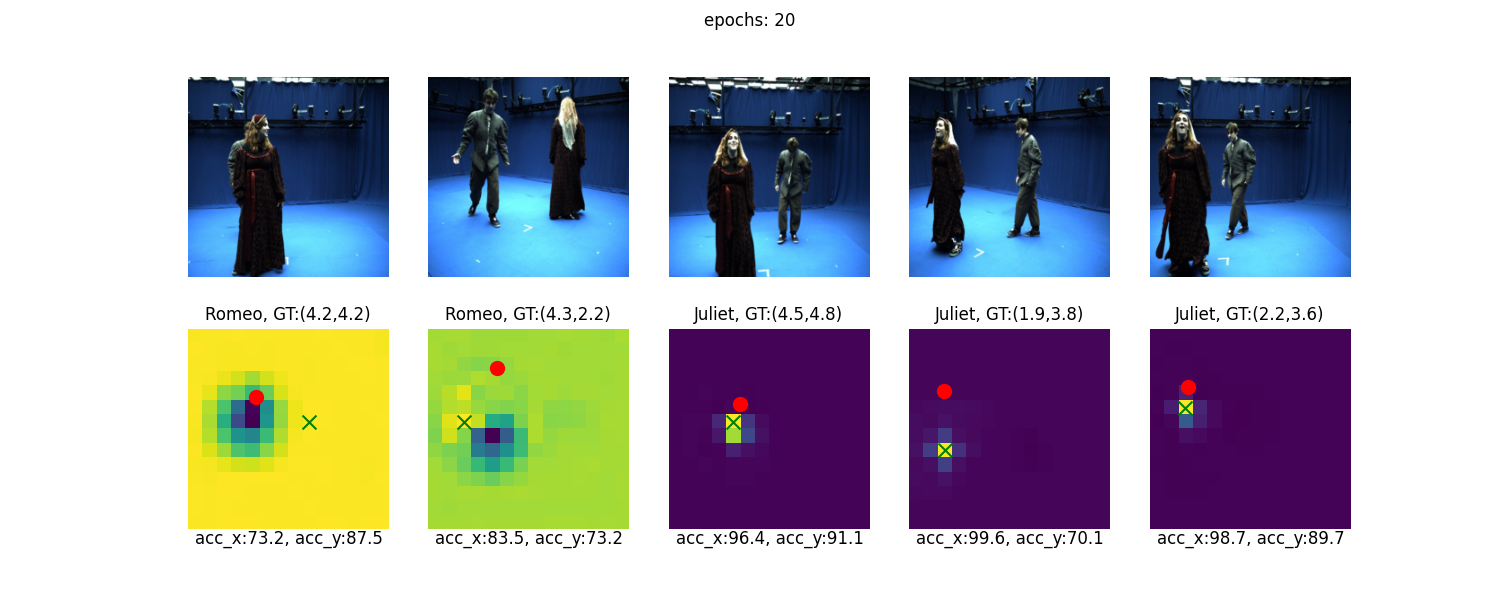 epochs: 20
Romeo, GT:(4.2,4.2)
Romeo, GT:(4.3,2.2)
Juliet, GT:(4.5,4.8)
Juliet, GT:(1.9,3.8)
Juliet, GT:(2.2,3.6)
acc_x:73.2, acc_y:87.5
acc_x:83.5, acc_y:73.2
acc_x:96.4, acc_y:91.1
acc_x:99.6, acc_y:70.1
acc_x:98.7, acc_y:89.7